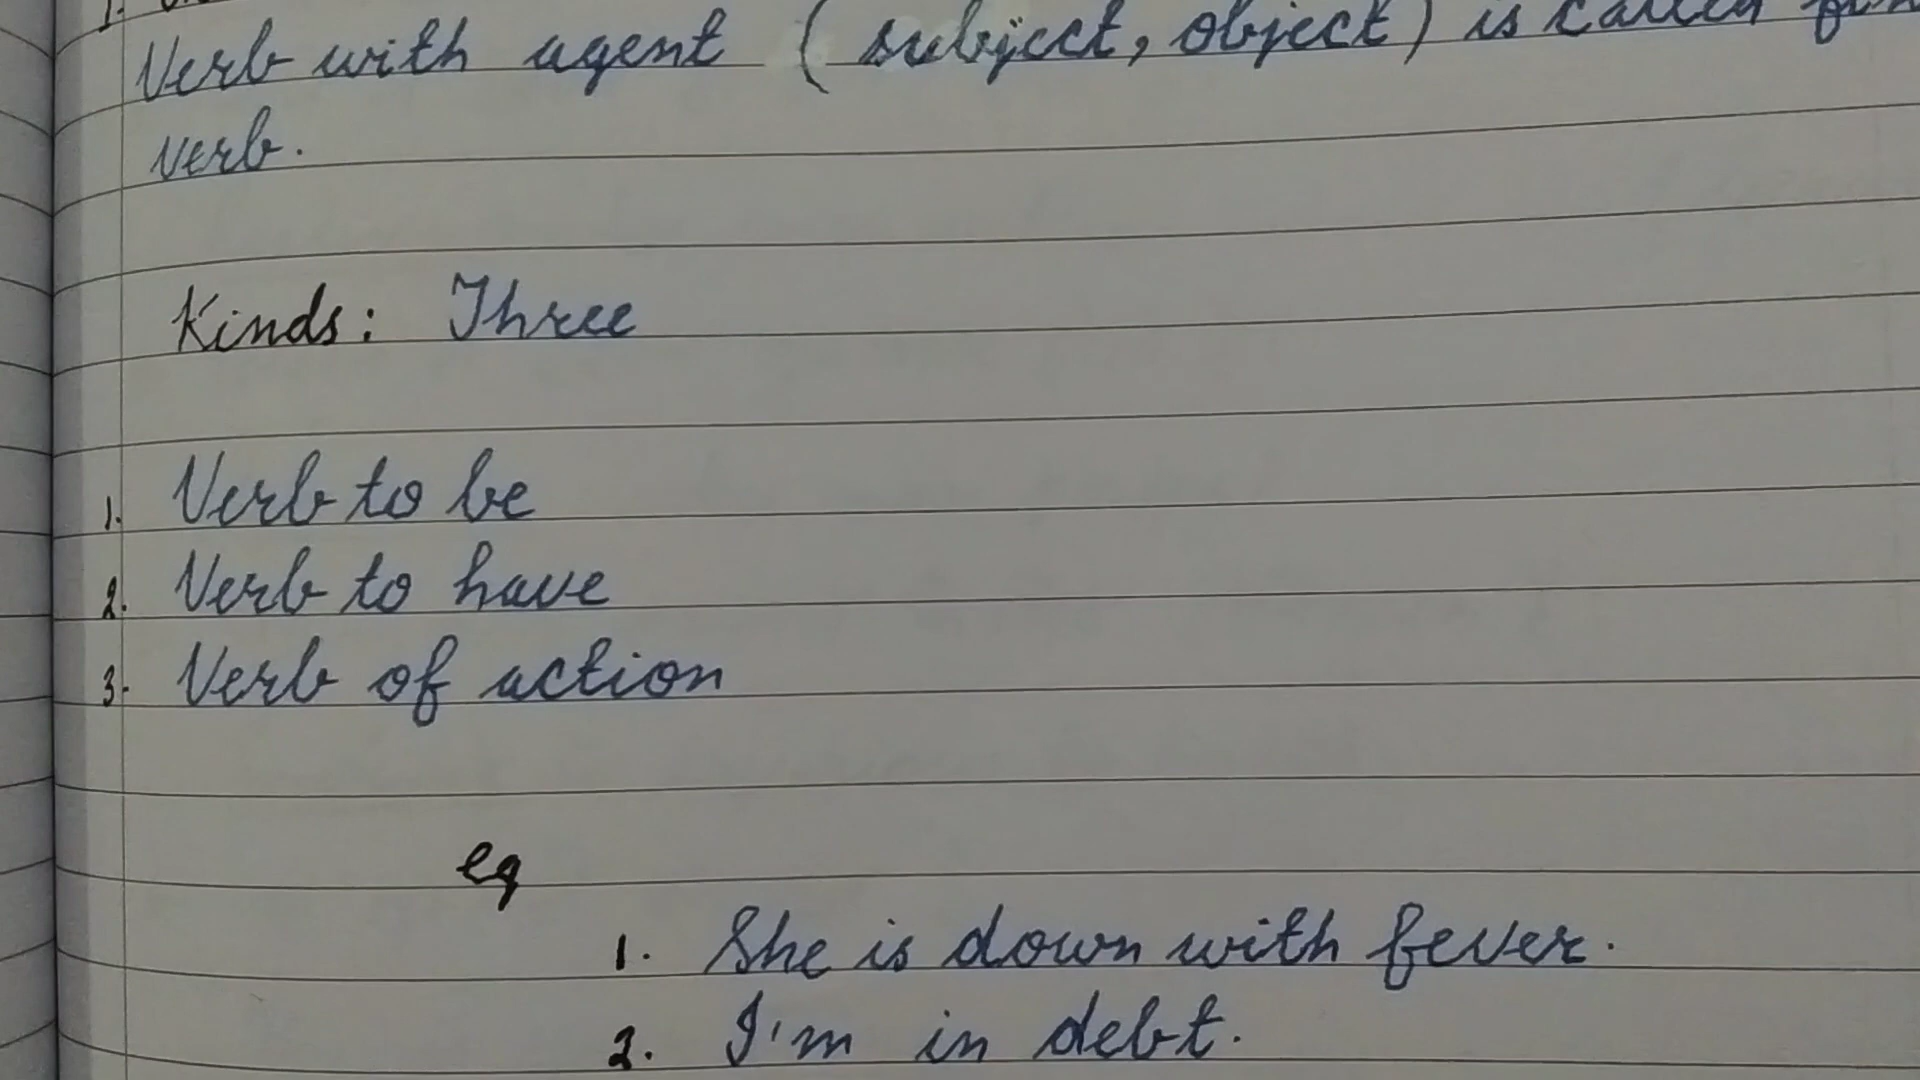 Verb with agent (subject, object) is called
verb.
Kinds: Three
1. Verb to be
2. Verb to have
3. Verb of action
eg
1. She is down with fever.
2. I'm in debt.